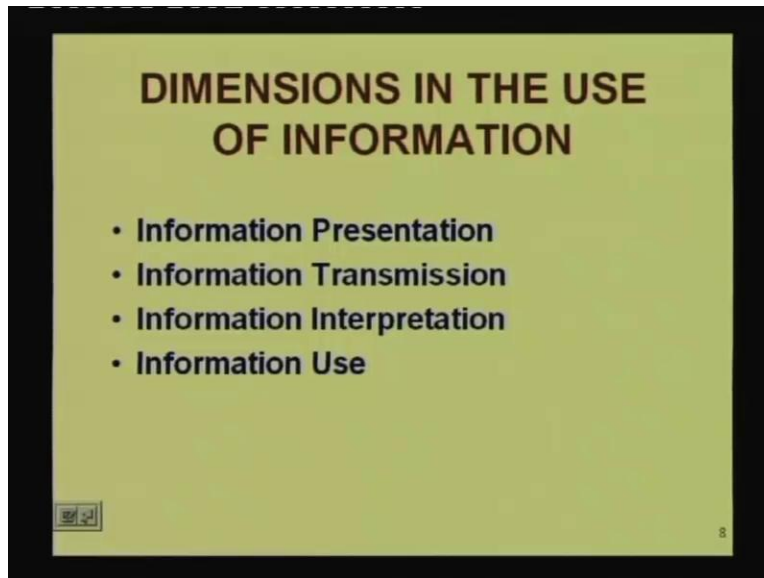 DIMENSIONS IN THE USE
OF INFORMATION
• Information Presentation
• Information Transmission
• Information Interpretation
• Information Use
8